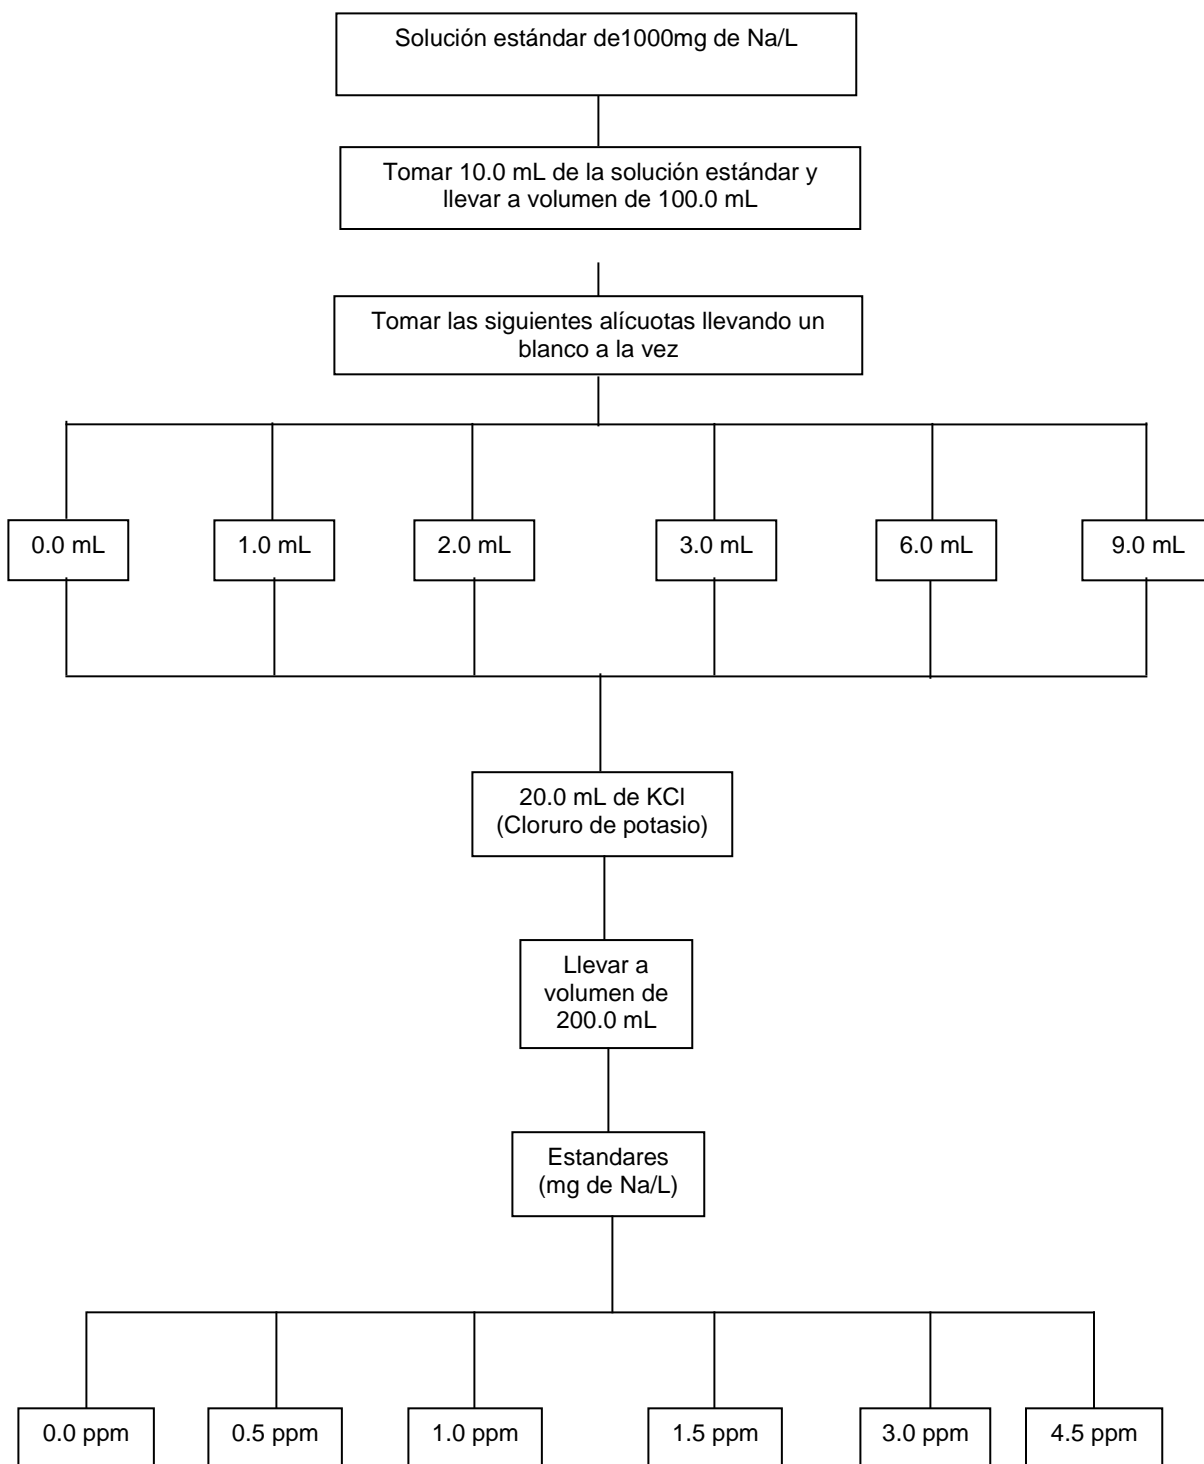 Solución estándar de1000mg de Na/L
Tomar 10.0 mL de la solución estándar y
llevar a volumen de 100.0 mL
Tomar las siguientes alícuotas llevando un
blanco a la vez
0.0 mL
1.0 mL
2.0 mL
3.0 mL
6.0 mL
9.0 mL
20.0 mL de KCl
(Cloruro de potasio)
Llevar a
volumen de
200.0 mL
Estandares
(mg de Na/L)
0.0 ppm
0.5 ppm
1.0 ppm
1.5 ppm
3.0 ppm
4.5 ppm